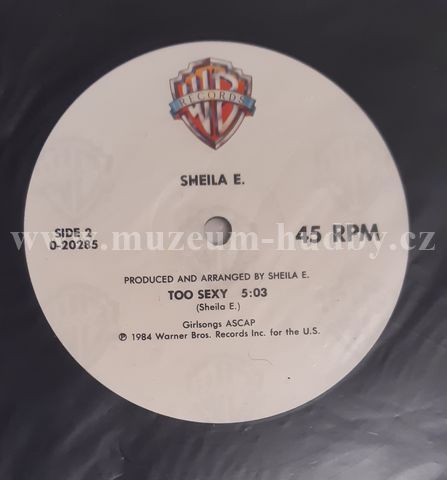 WB
RECORDS
SHEILA E.
SIDE 2
0-20285
45 RPM
www.muzeum-hudby.cz
PRODUCED AND ARRANGED BY SHEILA E.
TOO SEXY 5:03
(Sheila E.)
Girlsongs ASCAP
℗ 1984 Warner Bros. Records Inc. for the U.S.